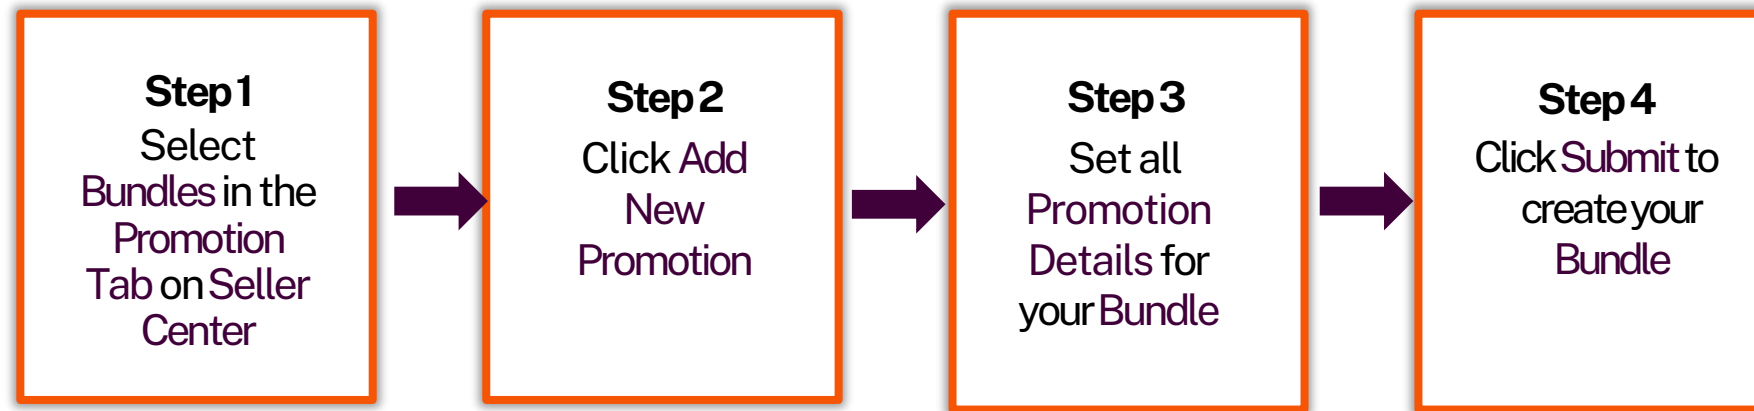 Step 1
Select
Bundles in the
Promotion
Tab on Seller
Center
Step 2
Click Add
New
Promotion
Step 3
Set all
Promotion
Details for
your Bundle
Step 4
Click Submit to
create your
Bundle